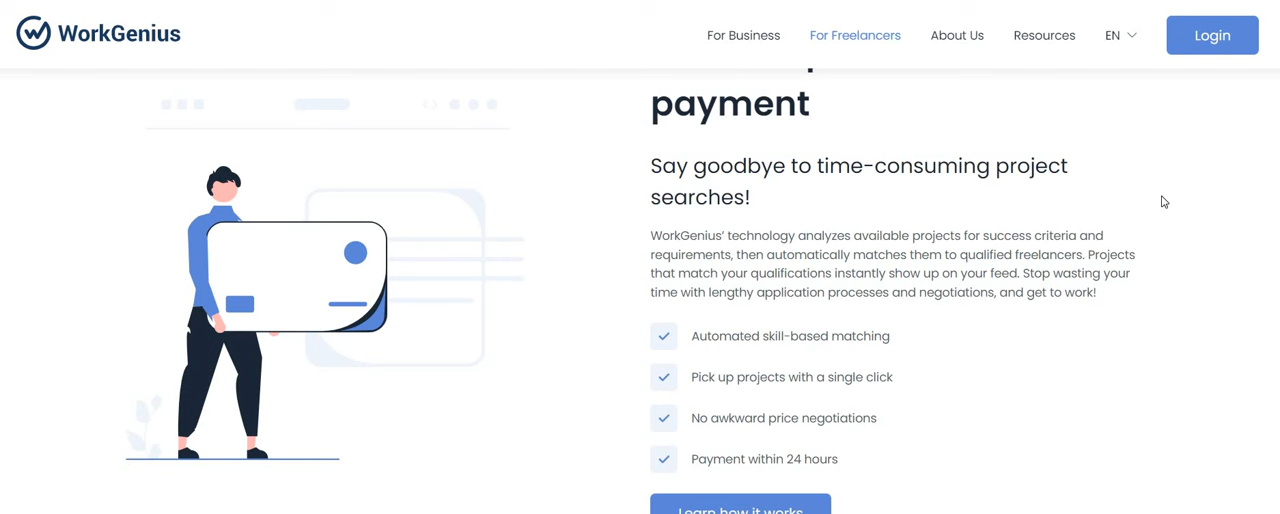 WorkGenius
For Business
For Freelancers
About Us
Resources
EN
Login
payment
Say goodbye to time-consuming project
searches!
WorkGenius' technology analyzes available projects for success criteria and
requirements, then automatically matches them to qualified freelancers. Projects
that match your qualifications instantly show up on your feed. Stop wasting your
time with lengthy application processes and negotiations, and get to work!
Automated skill-based matching
Pick up projects with a single click
No awkward price negotiations
Payment within 24 hours
Learn how it works